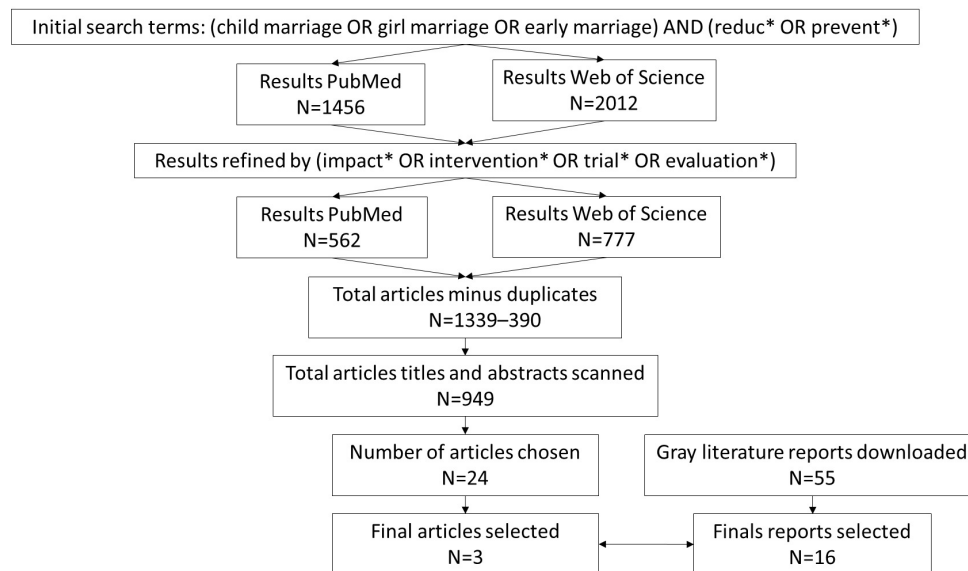 Initial search terms: (child marriage OR girl marriage OR early marriage) AND (reduc* OR prevent*)
Results PubMed
N=1456
Results Web of Science
N=2012
Results refined by (impact* OR intervention* OR trial* OR evaluation*)
Results PubMed
N=562
Results Web of Science
N=777
Total articles minus duplicates
N=1339–390
Total articles titles and abstracts scanned
N=949
Number of articles chosen
N=24
Gray literature reports downloaded
N=55
Final articles selected
N=3
Finals reports selected
N=16